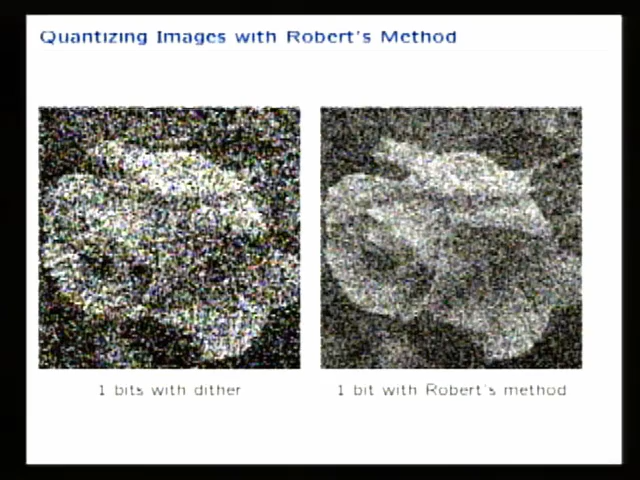 Quantizing Images with Robert's Method
1 bits with dither
1 bit with Robert's method